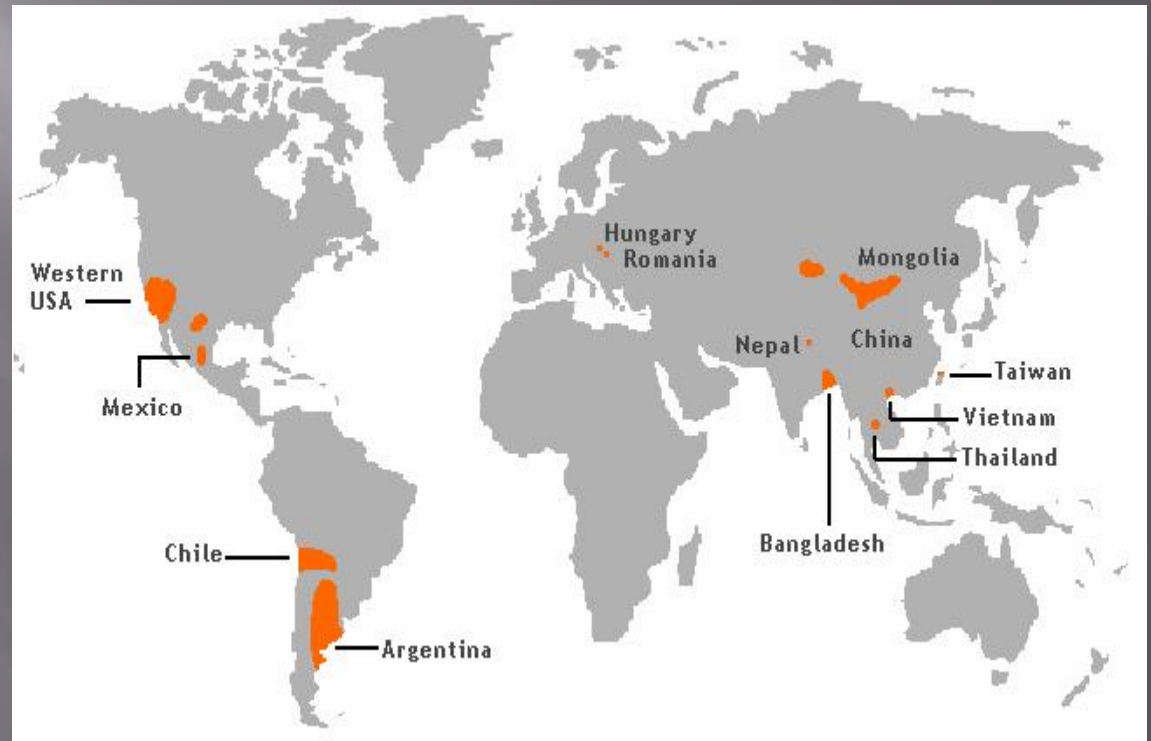 Hungary
Romania
Mongolia
Western
USA
Nepal
China
Taiwan
Mexico
Vietnam
Thailand
Bangladesh
Chile
Argentina